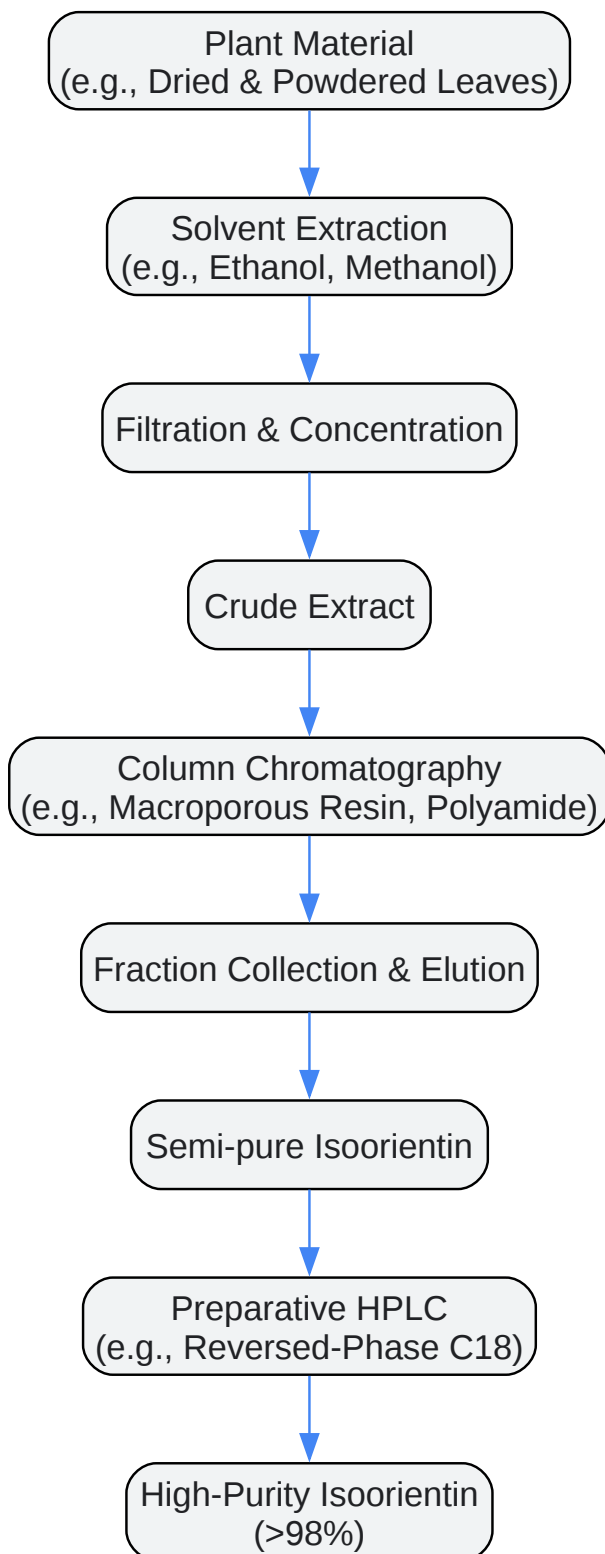 Plant Material
(e.g., Dried & Powdered Leaves)
Solvent Extraction
(e.g., Ethanol, Methanol)
Filtration & Concentration
Crude Extract
Column Chromatography
(e.g., Macroporous Resin, Polyamide)
Fraction Collection & Elution
Semi-pure Isoorientin
Preparative HPLC
(e.g., Reversed-Phase C18)
High-Purity Isoorientin
(>98%)